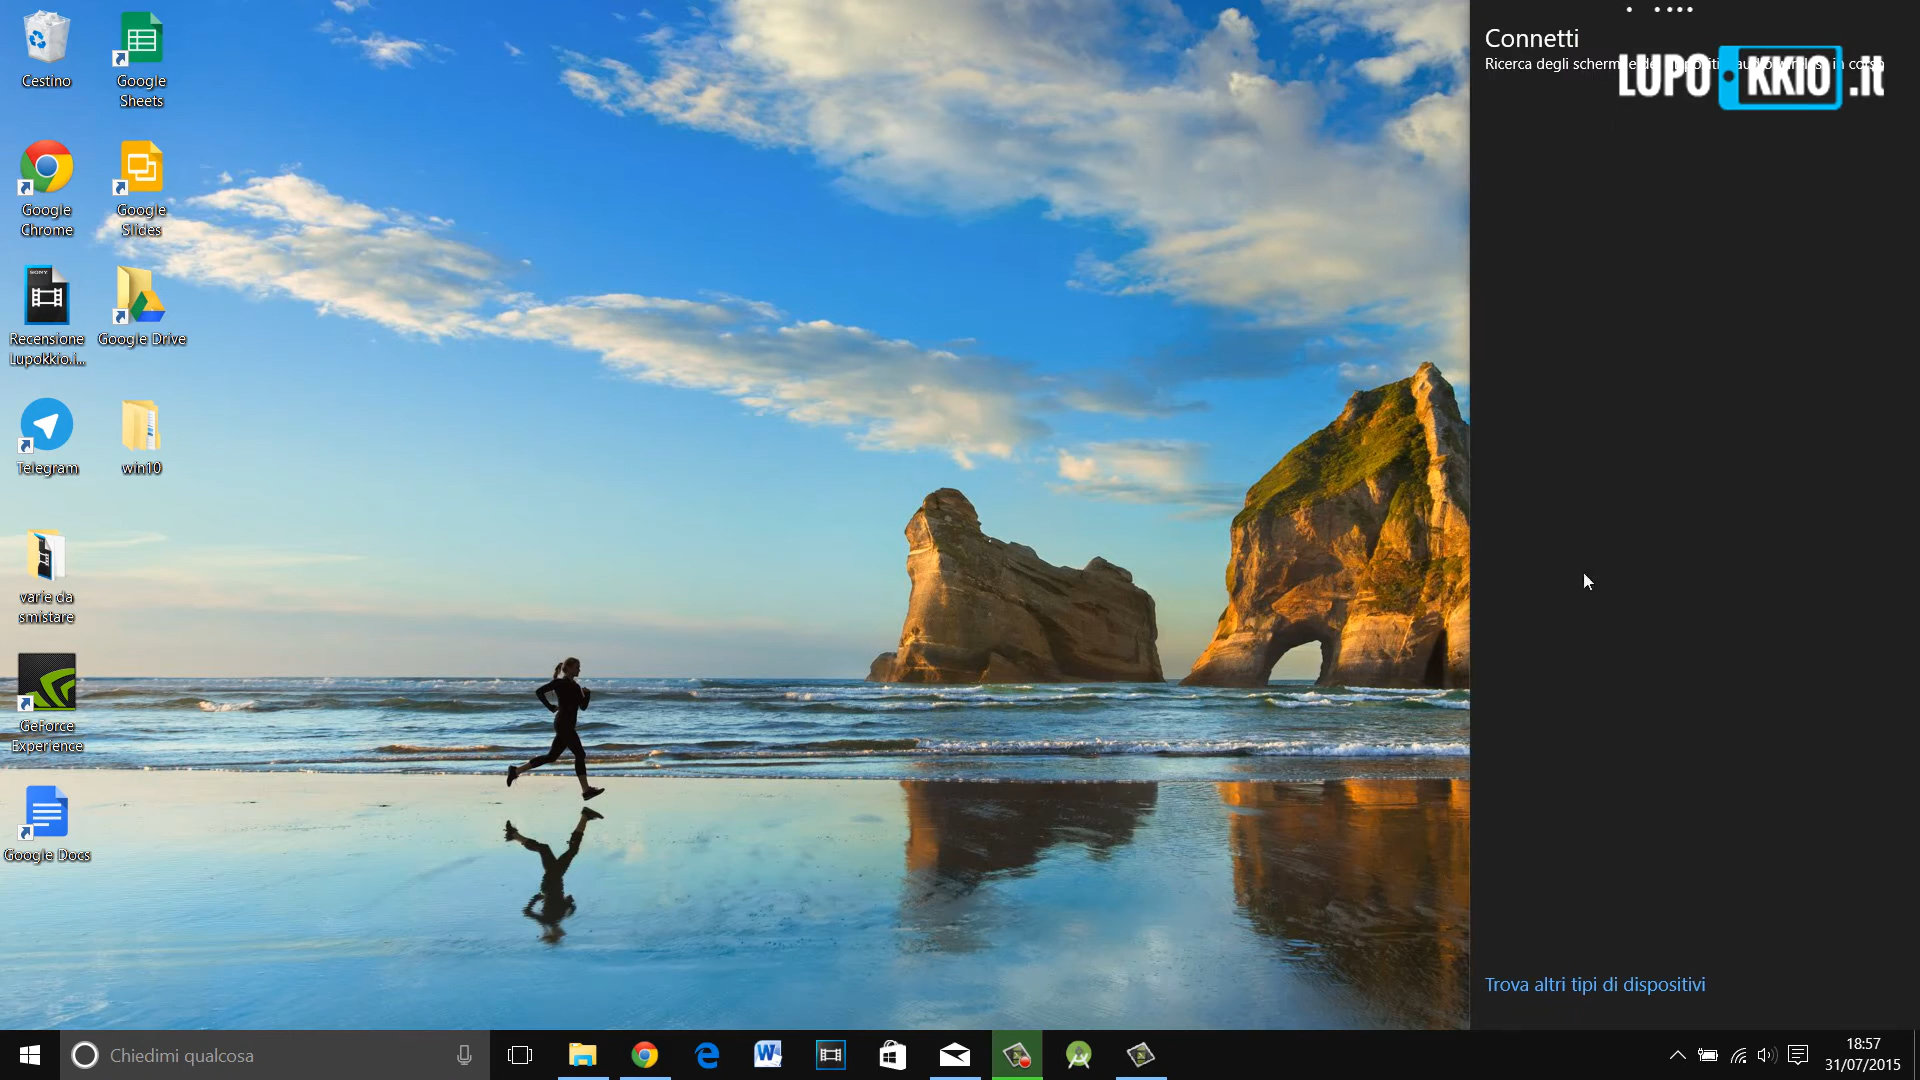 Cestino
Google
Sheets
Google
Chrome
Google
Slides
SONY
Recensione
Lupokkio.i...
Google Drive
Telegram
win10
varie da
smistare
GeForce
Experience
Google Docs
Connetti
Ricerca degli schermi e dei dispositivi audio wireless in corso
LUPO KKIO .it
Trova altri tipi di dispositivi
Chiedimi qualcosa
18:57
31/07/2015